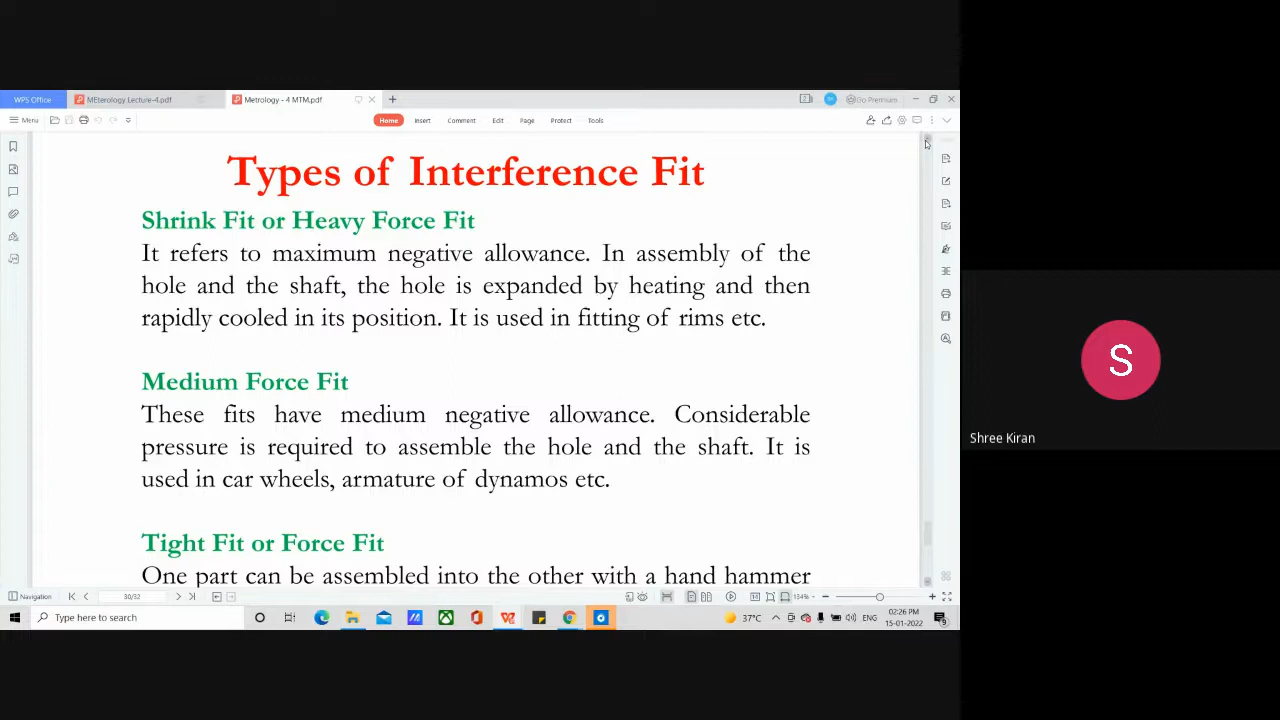 WPS Office
MEterology Lecture-4.pdf
Metrology - 4 MTM.pdf
Go Premium
Menu
Home
Insert
Comment
Edit
Page
Protect
Tools
Types of Interference Fit
Shrink Fit or Heavy Force Fit
It refers to maximum negative allowance. In assembly of the
hole and the shaft, the hole is expanded by heating and then
rapidly cooled in its position. It is used in fitting of rims etc.
Medium Force Fit
These fits have medium negative allowance. Considerable
pressure is required to assemble the hole and the shaft. It is
used in car wheels, armature of dynamos etc.
Tight Fit or Force Fit
One part can be assembled into the other with a hand hammer
S
Shree Kiran
Navigation
30/32
134%
Type here to search
37°C
ENG
02:26 PM
15-01-2022